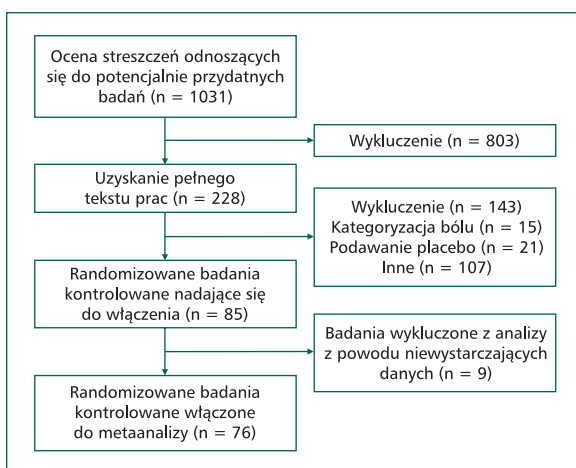 Ocena streszczeń odnoszących
się do potencjalnie przydatnych
badań (n = 1031)
Wykluczenie (n = 803)
Uzyskanie pełnego
tekstu prac (n = 228)
Wykluczenie (n = 143)
Kategoryzacja bólu (n = 15)
Podawanie placebo (n = 21)
Inne (n = 107)
Randomizowane badania
kontrolowane nadające się
do włączenia (n = 85)
Badania wykluczone z analizy
z powodu niewystarczających
danych (n = 9)
Randomizowane badania
kontrolowane włączone
do metaanalizy (n = 76)